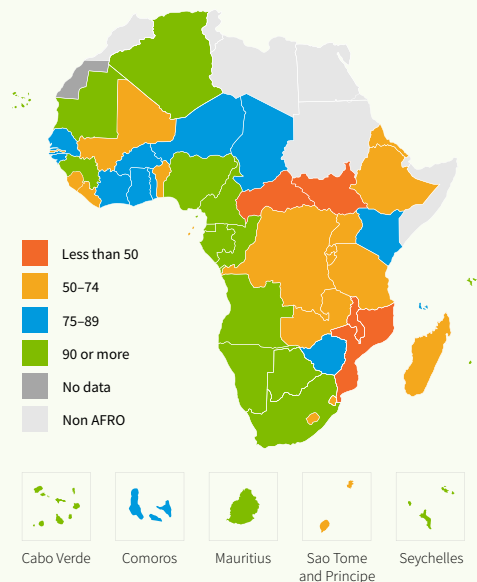 Less than 50
50–74
75–89
90 or more
No data
Non AFRO
Cabo Verde
Comoros
Mauritius
Sao Tome
and Principe
Seychelles